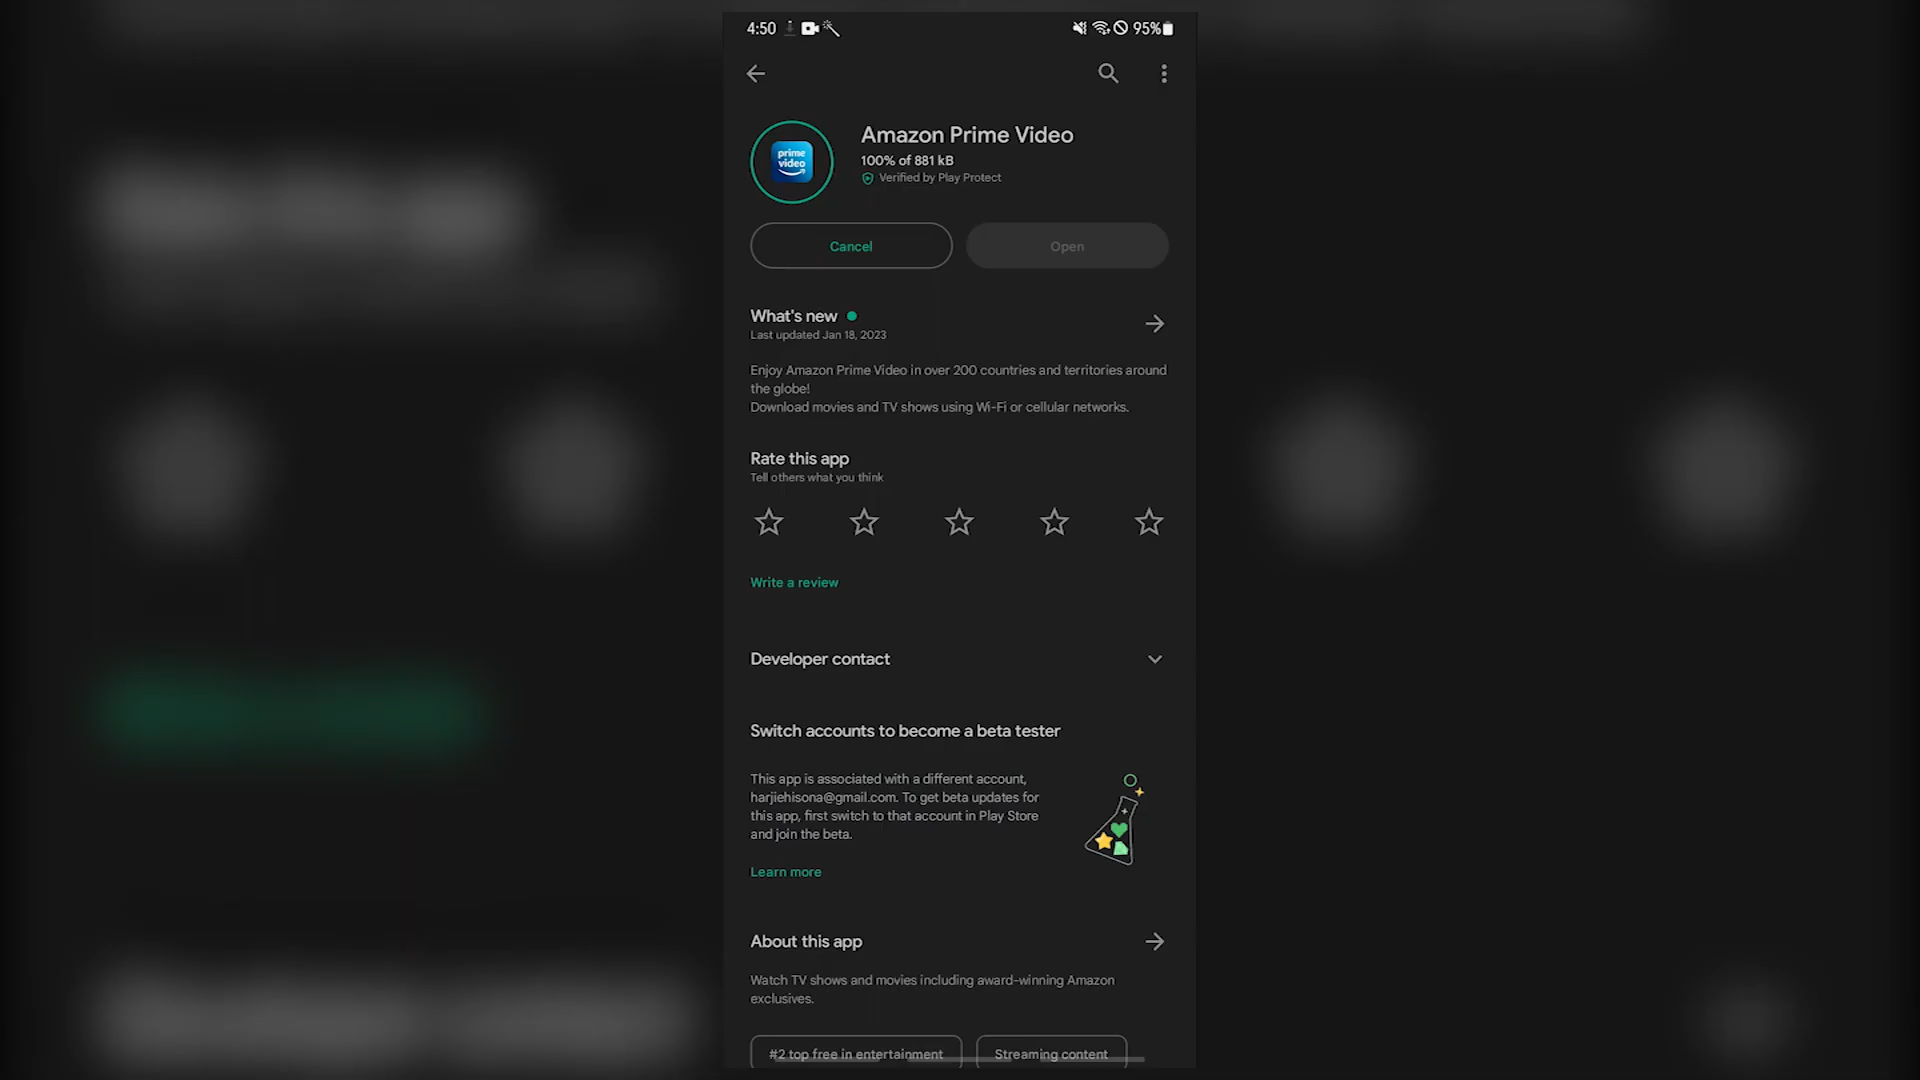 4:50
95%
Amazon Prime Video
prime
video
100% of 881 kB
Verified by Play Protect
Cancel
Open
What's new
Last updated Jan 18, 2023
Enjoy Amazon Prime Video in over 200 countries and territories around
the globe!
Download movies and TV shows using Wi-Fi or cellular networks.
Rate this app
Tell others what you think
Write a review
Developer contact
Switch accounts to become a beta tester
This app is associated with a different account,
harjiehisona@gmail.com. To get beta updates for
this app, first switch to that account in Play Store
and join the beta.
Learn more
About this app
Watch TV shows and movies including award-winning Amazon
exclusives.
#2 top free in entertainment
Streaming content